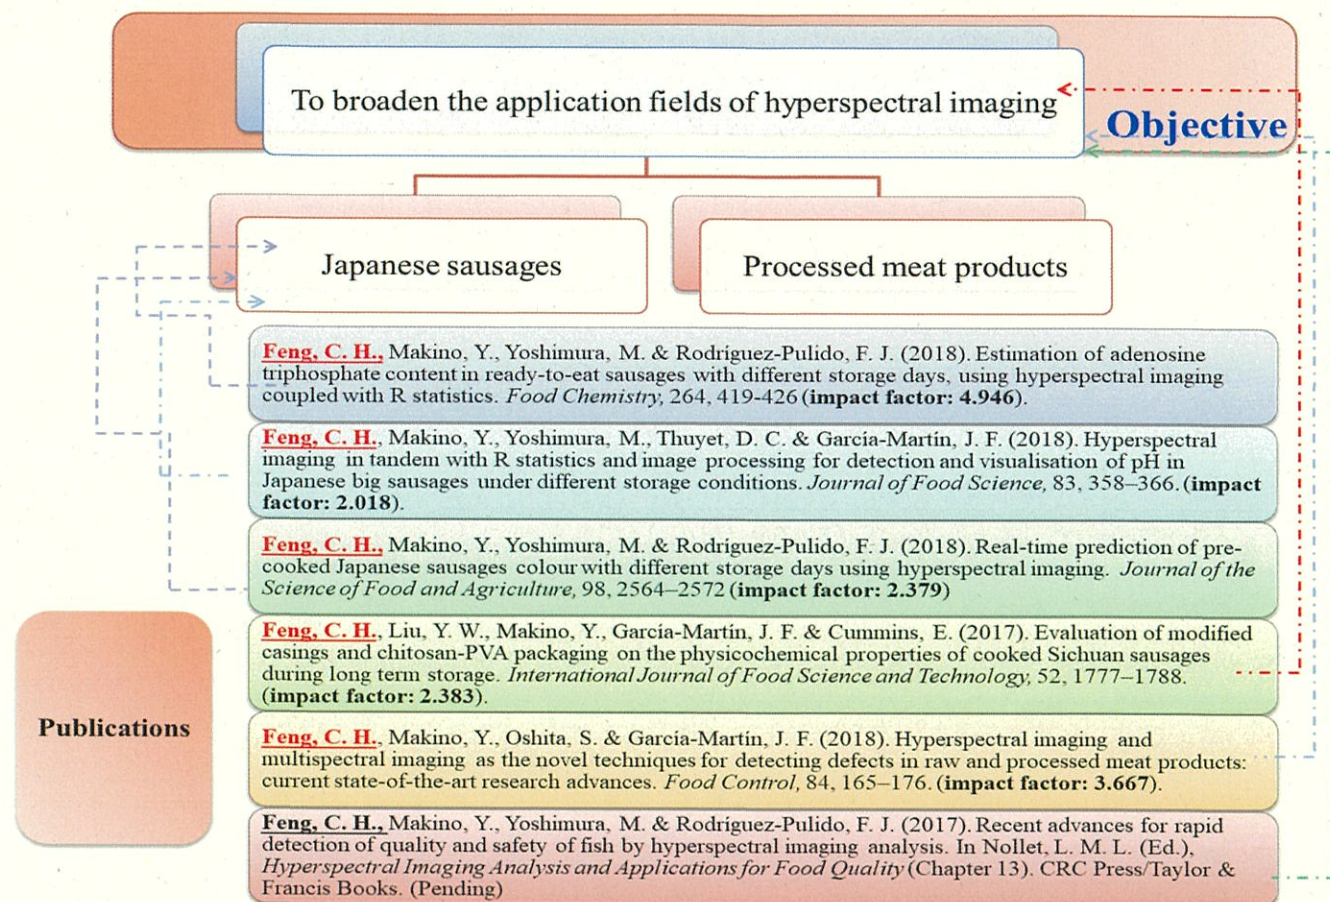 To broaden the application fields of hyperspectral imaging
Objective
Japanese sausages
Processed meat products
Feng, C. H., Makino, Y., Yoshimura, M. & Rodríguez-Pulido, F. J. (2018). Estimation of adenosine
triphosphate content in ready-to-eat sausages with different storage days, using hyperspectral imaging
coupled with R statistics. Food Chemistry, 264, 419-426 (impact factor: 4.946).
Feng, C. H., Makino, Y., Yoshimura, M., Thuyet, D. C. & García-Martín, J. F. (2018). Hyperspectral
imaging in tandem with R statistics and image processing for detection and visualisation of pH in
Japanese big sausages under different storage conditions. Journal of Food Science, 83, 358–366. (impact
factor: 2.018).
Feng, C. H., Makino, Y., Yoshimura, M. & Rodríguez-Pulido, F. J. (2018). Real-time prediction of pre-
cooked Japanese sausages colour with different storage days using hyperspectral imaging. Journal of the
Science of Food and Agriculture, 98, 2564–2572 (impact factor: 2.379)
Feng, C. H., Liu, Y. W., Makino, Y., García-Martín, J. F. & Cummins, E. (2017). Evaluation of modified
casings and chitosan-PVA packaging on the physicochemical properties of cooked Sichuan sausages
during long term storage. International Journal of Food Science and Technology, 52, 1777–1788.
(impact factor: 2.383).
Publications
Feng, C. H., Makino, Y., Oshita, S. & García-Martín, J. F. (2018). Hyperspectral imaging and
multispectral imaging as the novel techniques for detecting defects in raw and processed meat products:
current state-of-the-art research advances. Food Control, 84, 165–176. (impact factor: 3.667).
Feng, C. H., Makino, Y., Yoshimura, M. & Rodríguez-Pulido, F. J. (2017). Recent advances for rapid
detection of quality and safety of fish by hyperspectral imaging analysis. In Nollet, L. M. L. (Ed.),
Hyperspectral Imaging Analysis and Applications for Food Quality (Chapter 13). CRC Press/Taylor &
Francis Books. (Pending)